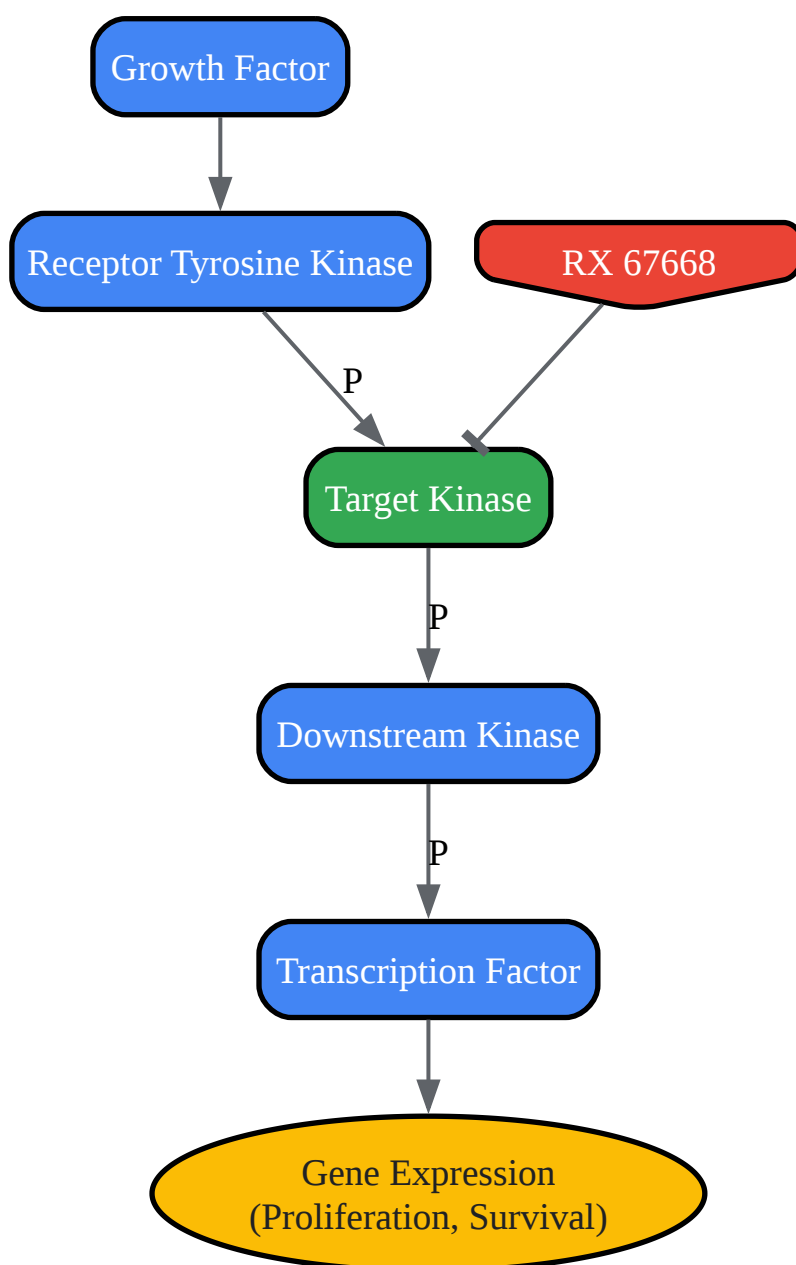 Growth Factor
Receptor Tyrosine Kinase
RX 67668
P
Target Kinase
P
Downstream Kinase
P
Transcription Factor
Gene Expression
(Proliferation, Survival)